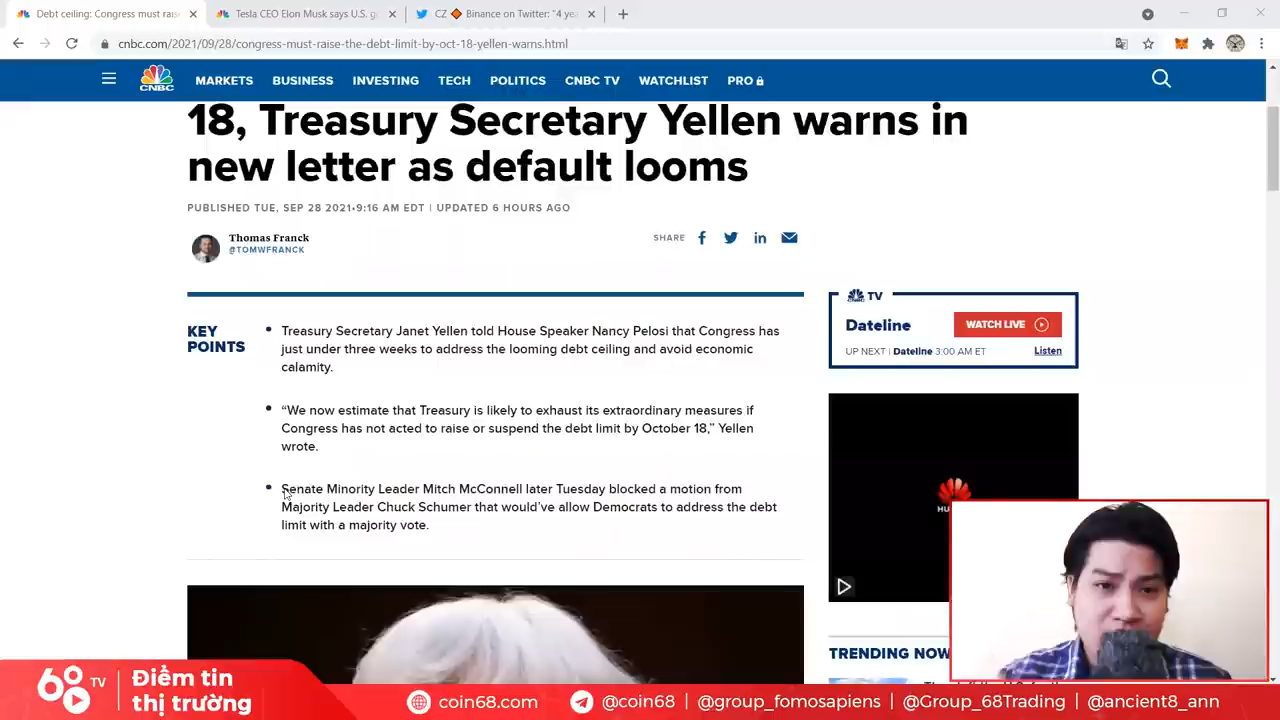 Debt ceiling: Congress must rais
Tesla CEO Elon Musk says U.S. g
CZ 🔶 Binance on Twitter: "4 yea
cnbc.com/2021/09/28/congress-must-raise-the-debt-limit-by-oct-18-yellen-warns.html
CNBC
MARKETS BUSINESS INVESTING TECH POLITICS CNBC TV WATCHLIST PRO
18, Treasury Secretary Yellen warns in
new letter as default looms
PUBLISHED TUE, SEP 28 2021•9:16 AM EDT | UPDATED 6 HOURS AGO
Thomas Franck
@TOMWFRANCK
SHARE
KEY
POINTS
Treasury Secretary Janet Yellen told House Speaker Nancy Pelosi that Congress has
just under three weeks to address the looming debt ceiling and avoid economic
calamity.
“We now estimate that Treasury is likely to exhaust its extraordinary measures if
Congress has not acted to raise or suspend the debt limit by October 18,” Yellen
wrote.
Senate Minority Leader Mitch McConnell later Tuesday blocked a motion from
Majority Leader Chuck Schumer that would’ve allow Democrats to address the debt
limit with a majority vote.
TV
Dateline
WATCH LIVE
UP NEXT | Dateline 3:00 AM ET
Listen
HU
TRENDING NOW
68 TV
Điểm tin
thị trường
coin68.com
@coin68 | @group_fomosapiens | @Group_68Trading | @ancient8_ann